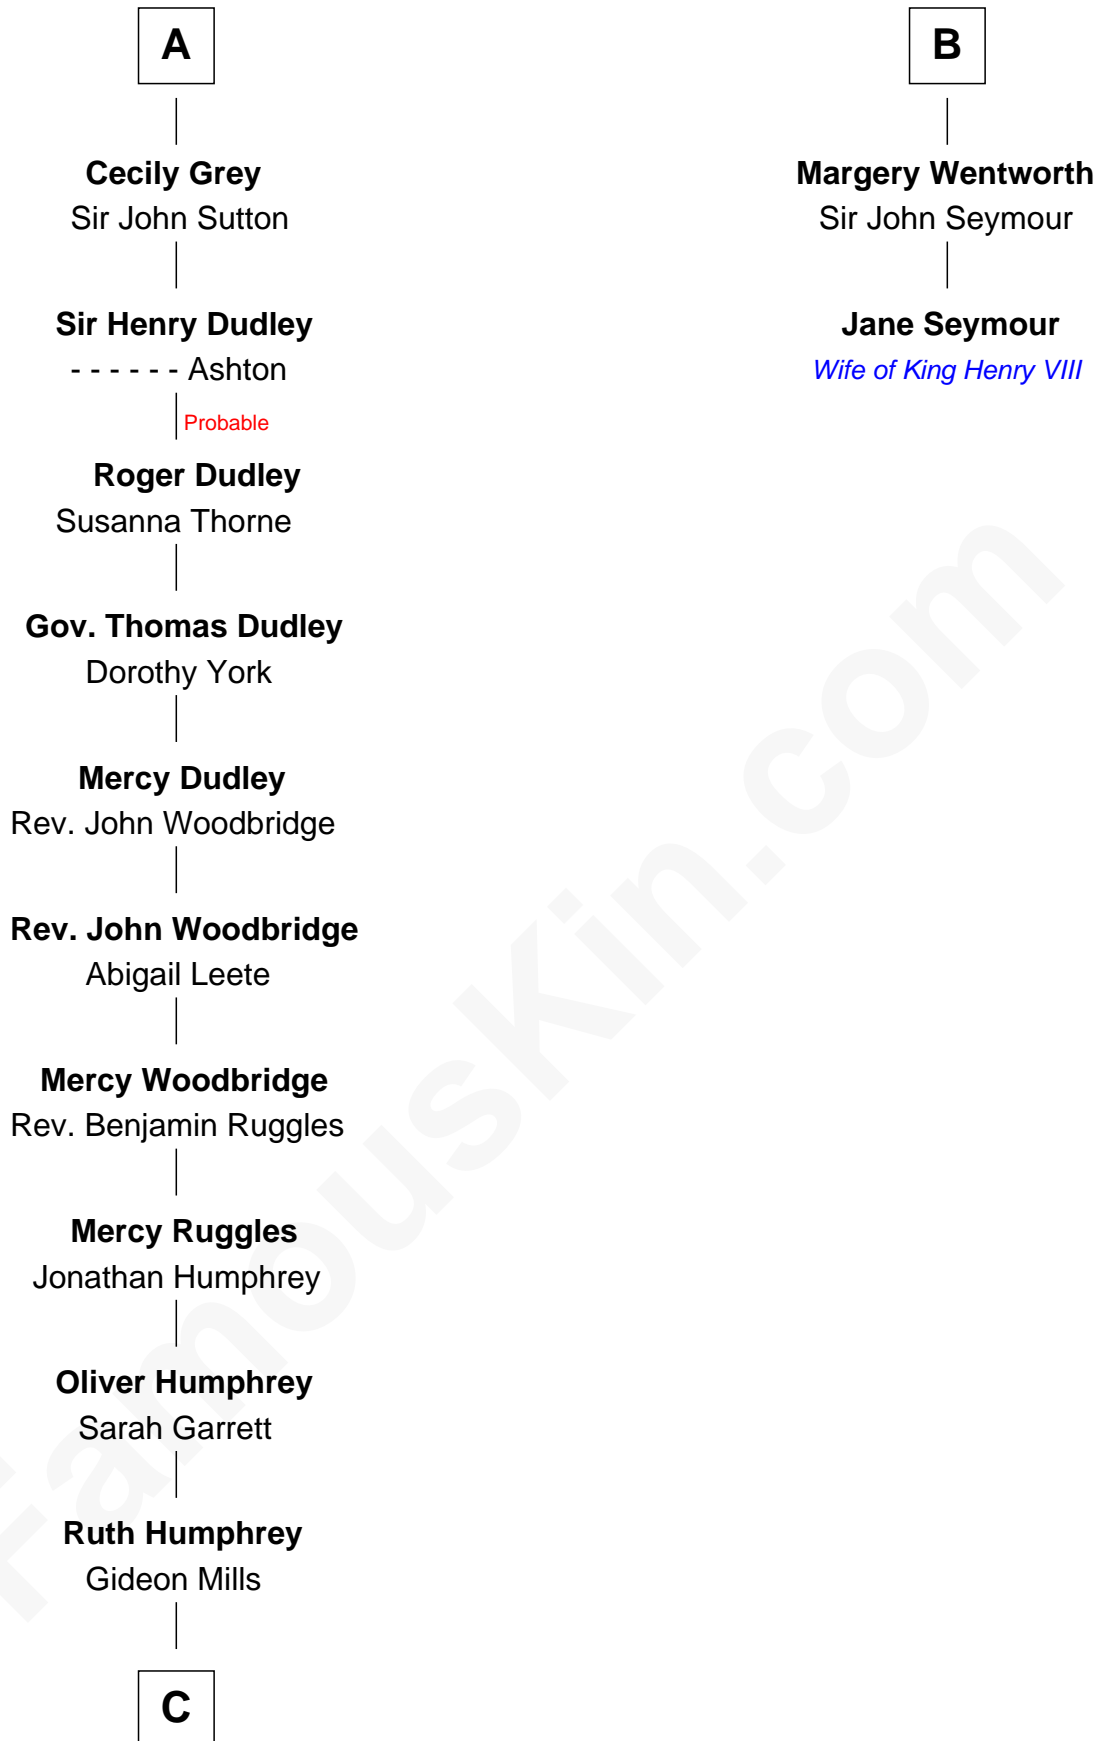 A
Cecily Grey
Sir John Sutton
Sir Henry Dudley
- - - - - - Ashton
Probable
Roger Dudley
Susanna Thorne
Gov. Thomas Dudley
Dorothy York
Mercy Dudley
Rev. John Woodbridge
Rev. John Woodbridge
Abigail Leete
Mercy Woodbridge
Rev. Benjamin Ruggles
Mercy Ruggles
Jonathan Humphrey
Oliver Humphrey
Sarah Garrett
Ruth Humphrey
Gideon Mills
C
B
Margery Wentworth
Sir John Seymour
Jane Seymour
Wife of King Henry VIII
FamousKin.com